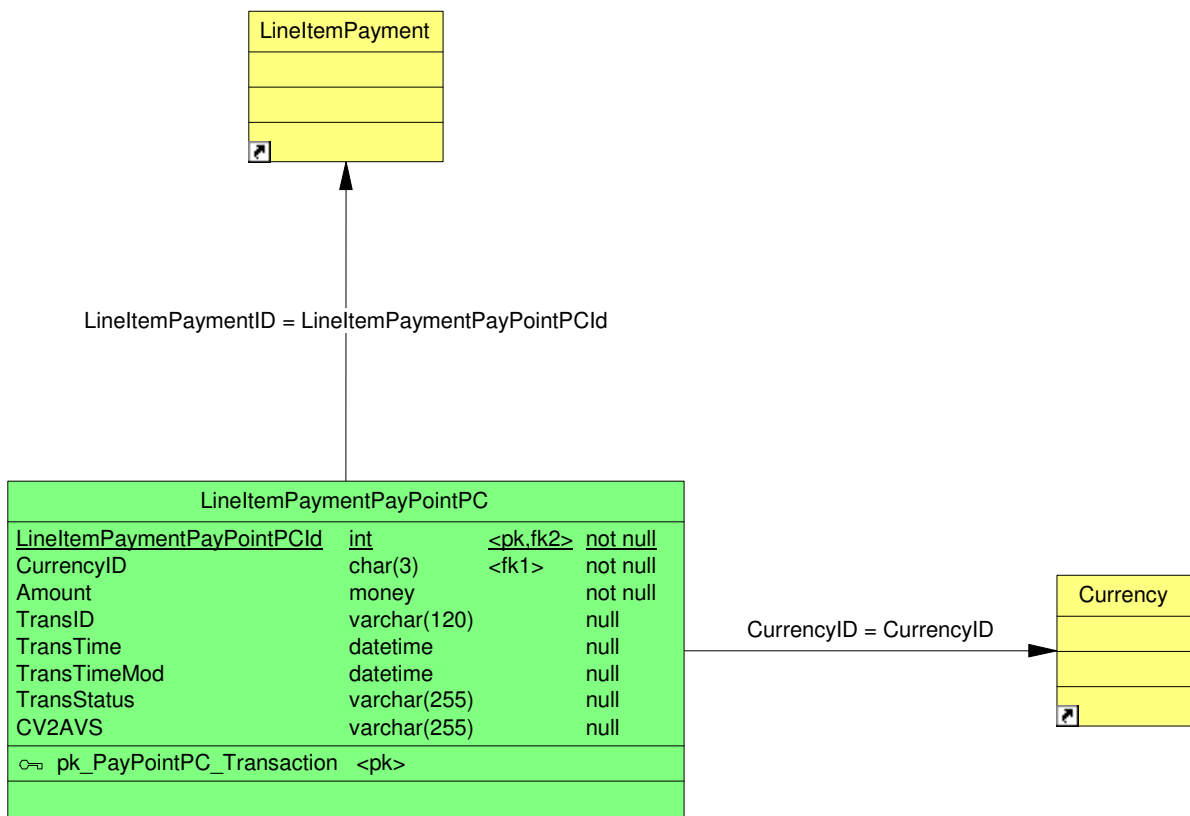 LineItemPayment
LineItemPaymentID = LineItemPaymentPayPointPCId
LineItemPaymentPayPointPC
LineItemPaymentPayPointPCId int <pk,fk2> not null
CurrencyID char(3) <fk1> not null
Amount money not null
TransID varchar(120) null
TransTime datetime null
TransTimeMod datetime null
TransStatus varchar(255) null
CV2AVS varchar(255) null
pk_PayPointPC_Transaction <pk>
CurrencyID = CurrencyID
Currency